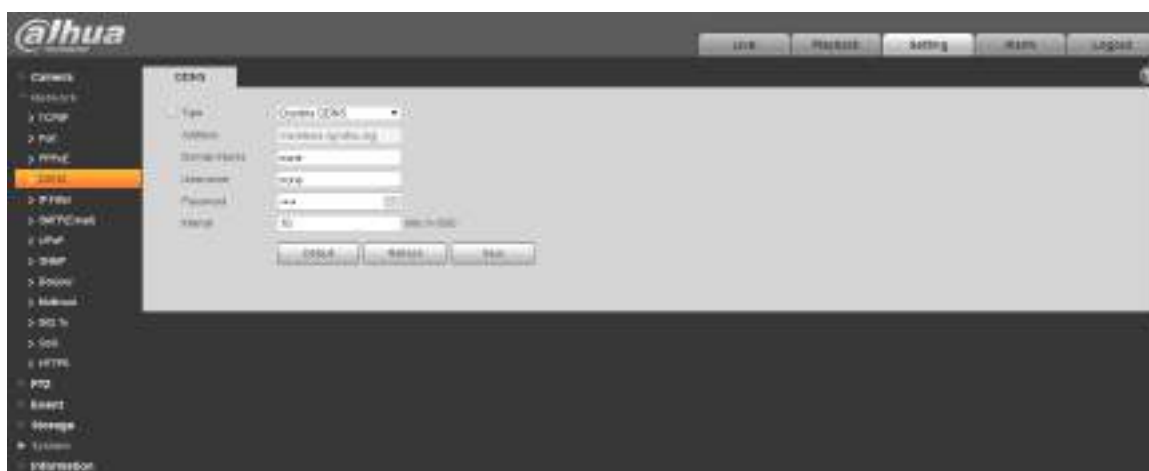 alhua
Live Playback Setting Alarm Logout
Camera
Network
TCP/IP
Port
PPPoE
DDNS
IP Filter
SMTP(Email)
UPnP
SNMP
Bonjour
Multicast
802.1x
QoS
HTTPS
PTZ
Event
Storage
System
Information
DDNS
Type
Address
Domain Name
none
Username
none
Password
Interval
10
Default Refresh Save